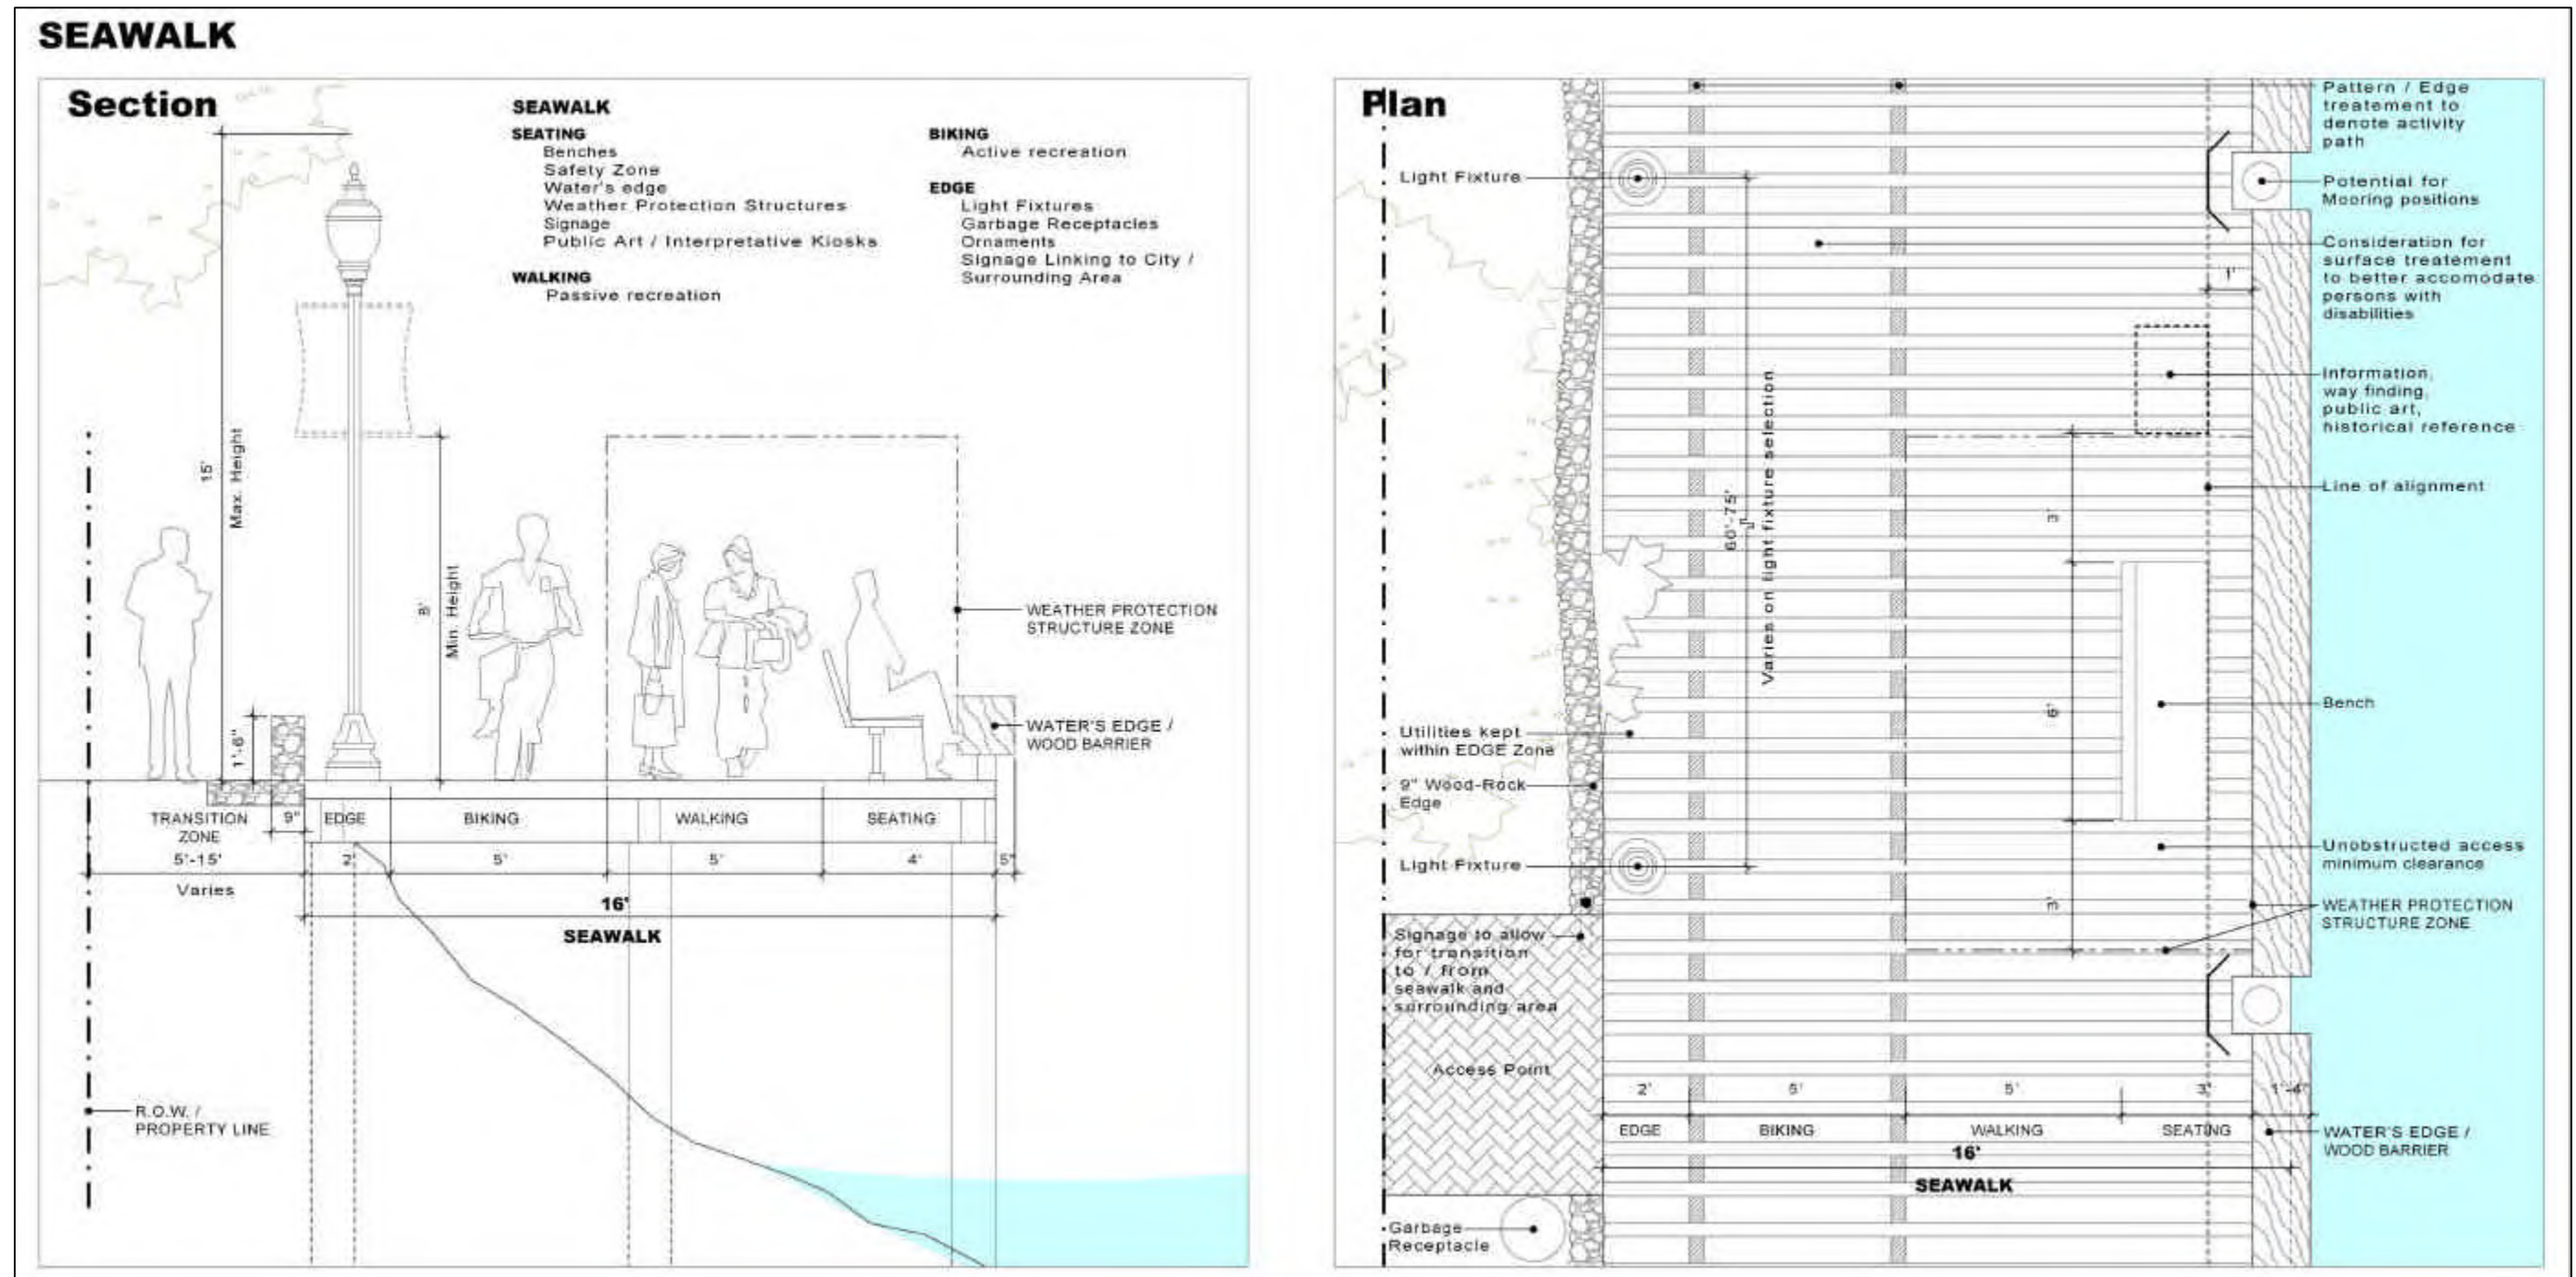 SEAWALK
Section
SEAWALK
SEATING
Benches
Safety Zone
Water's edge
Weather Protection Structures
Signage
Public Art / Interpretative Kiosks
WALKING
Passive recreation
BIKING
Active recreation
EDGE
Light Fixtures
Garbage Receptacles
Ornaments
Signage Linking to City /
Surrounding Area
15'
Max. Height
8'
Min. Height
1'-6"
WEATHER PROTECTION
STRUCTURE ZONE
WATER'S EDGE /
WOOD BARRIER
TRANSITION
ZONE
9"
EDGE
BIKING
WALKING
SEATING
5'-15'
2'
5'
5'
4'
5"
Varies
16'
SEAWALK
R.O.W. /
PROPERTY LINE
Plan
Light Fixture
60'-75'
Varies on light fixture selection
Utilities kept
within EDGE Zone
9" Wood-Rock
Edge
Light Fixture
Signage to allow
for transition
to / from
seawalk and
surrounding area
Access Point
Garbage
Receptacle
Pattern / Edge
treatement to
denote activity
path
Potential for
Mooring positions
Consideration for
surface treatement
to better accomodate
persons with
disabilities
1'
Information,
way finding,
public art,
historical reference
Line of alignment
3'
6'
Bench
Unobstructed access
minimum clearance
3'
WEATHER PROTECTION
STRUCTURE ZONE
2'
5'
5'
3'
1'-4"
EDGE
BIKING
WALKING
SEATING
16'
SEAWALK
WATER'S EDGE /
WOOD BARRIER